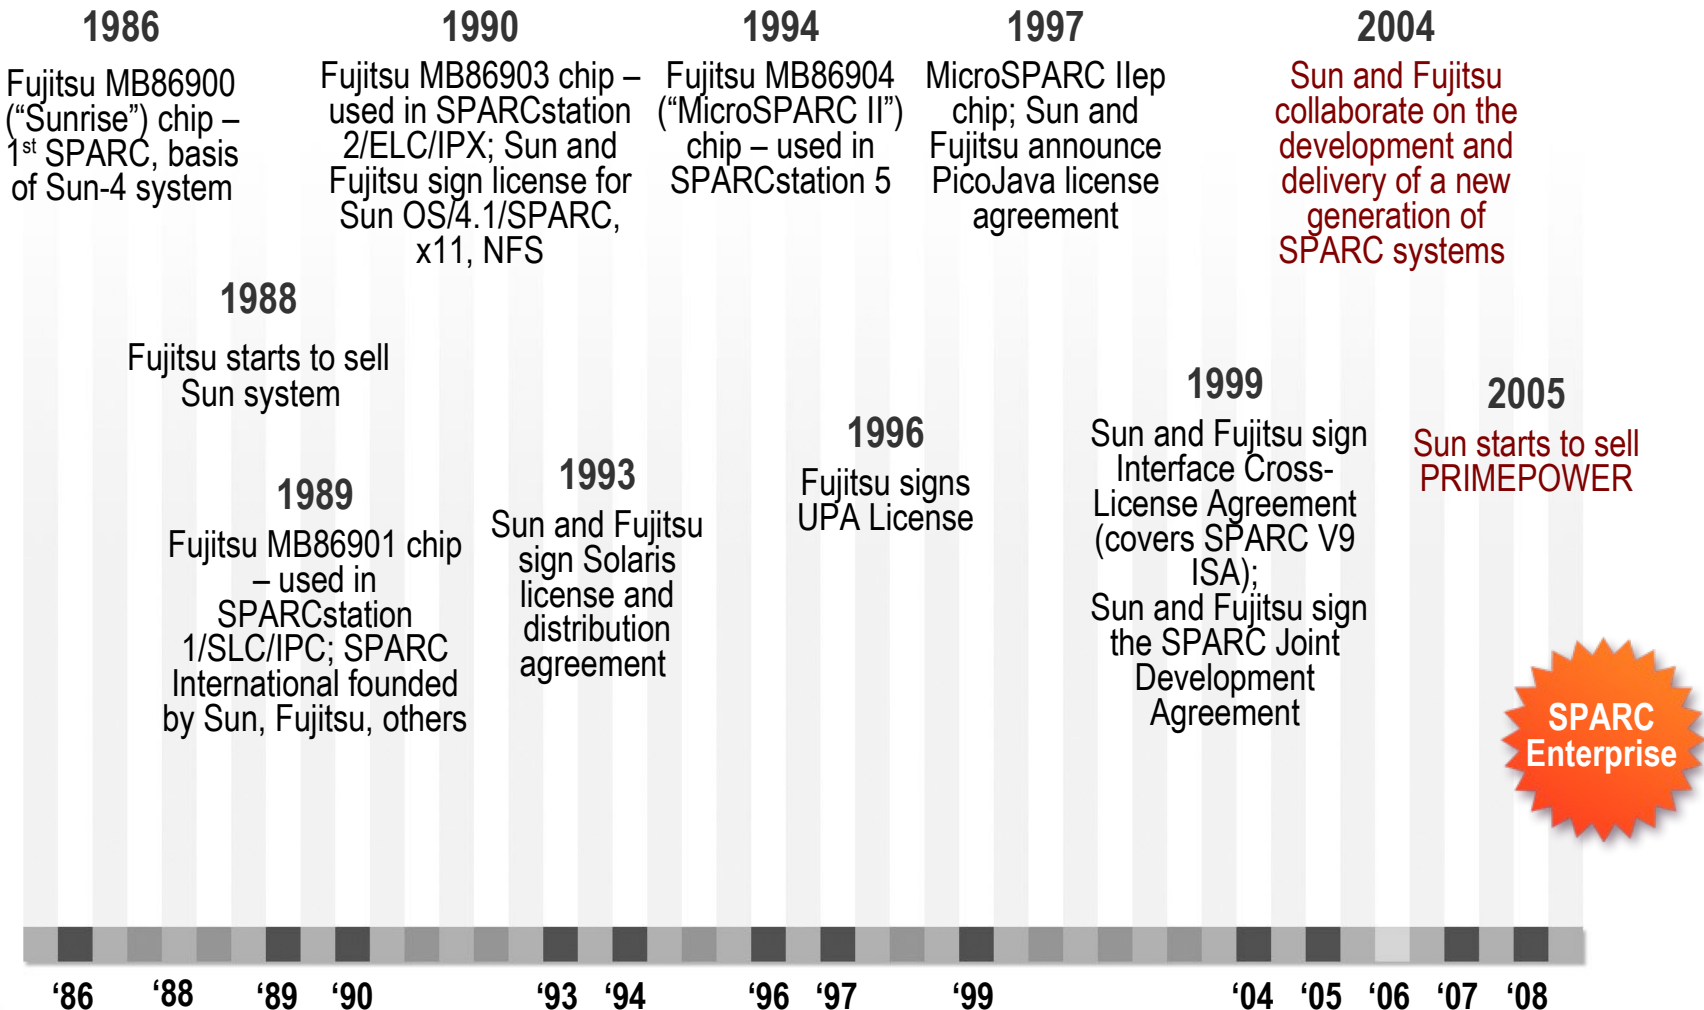 1986
Fujitsu MB86900
(“Sunrise”) chip –
1st SPARC, basis
of Sun-4 system
1990
Fujitsu MB86903 chip –
used in SPARCstation
2/ELC/IPX; Sun and
Fujitsu sign license for
Sun OS/4.1/SPARC,
x11, NFS
1994
Fujitsu MB86904
(“MicroSPARC II”)
chip – used in
SPARCstation 5
1997
MicroSPARC IIep
chip; Sun and
Fujitsu announce
PicoJava license
agreement
2004
Sun and Fujitsu
collaborate on the
development and
delivery of a new
generation of
SPARC systems
1988
Fujitsu starts to sell
Sun system
1989
Fujitsu MB86901 chip
– used in
SPARCstation
1/SLC/IPC; SPARC
International founded
by Sun, Fujitsu, others
1993
Sun and Fujitsu
sign Solaris
license and
distribution
agreement
1996
Fujitsu signs
UPA License
1999
Sun and Fujitsu sign
Interface Cross-
License Agreement
(covers SPARC V9
ISA);
Sun and Fujitsu sign
the SPARC Joint
Development
Agreement
2005
Sun starts to sell
PRIMEPOWER
SPARC
Enterprise
‘86 ‘88 ‘89 ‘90 ‘93 ‘94 ‘96 ‘97 ‘99 ‘04 ‘05 ‘06 ‘07 ‘08